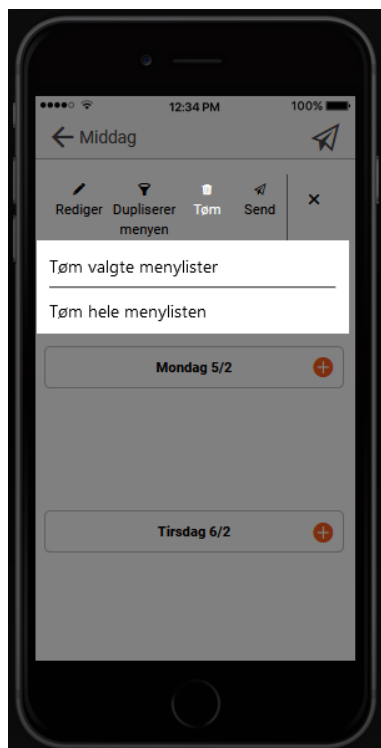 12:34 PM 100%
Middag
Rediger Dupliserer menyen Tøm Send
Tøm valgte menylister
Tøm hele menylisten
Mondag 5/2
Tirsdag 6/2